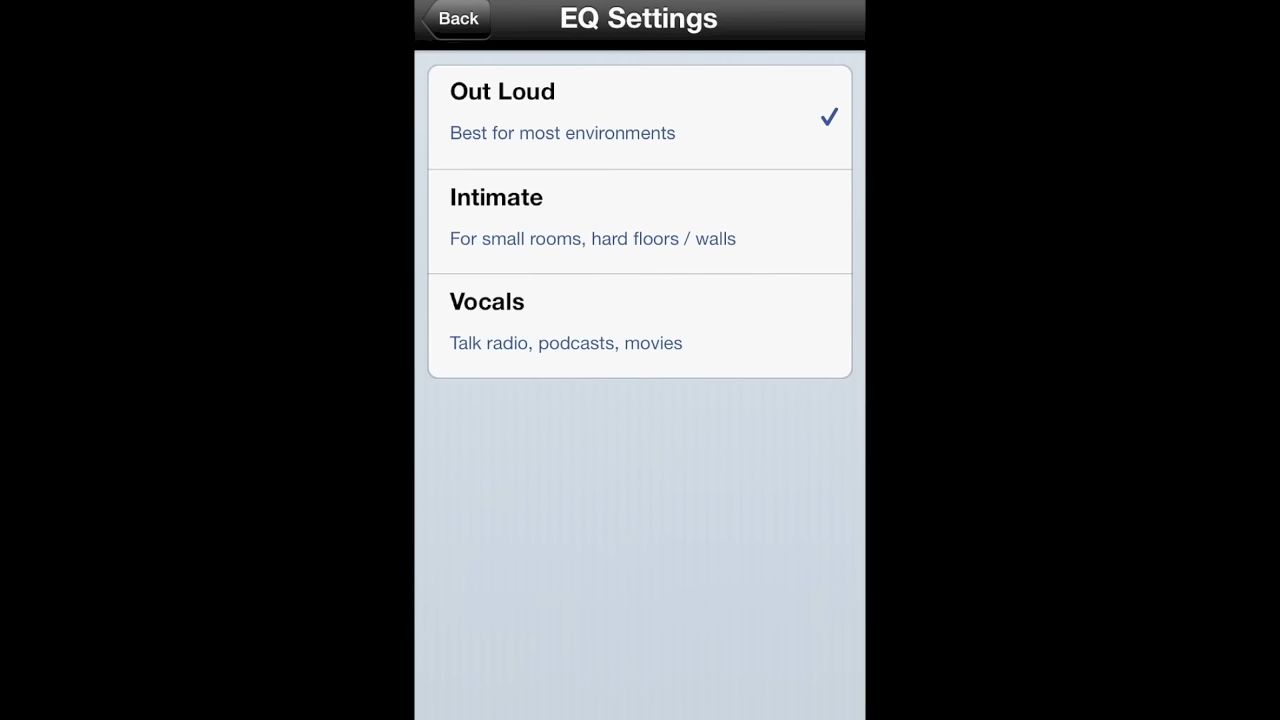 Back
EQ Settings
Out Loud
Best for most environments
Intimate
For small rooms, hard floors / walls
Vocals
Talk radio, podcasts, movies